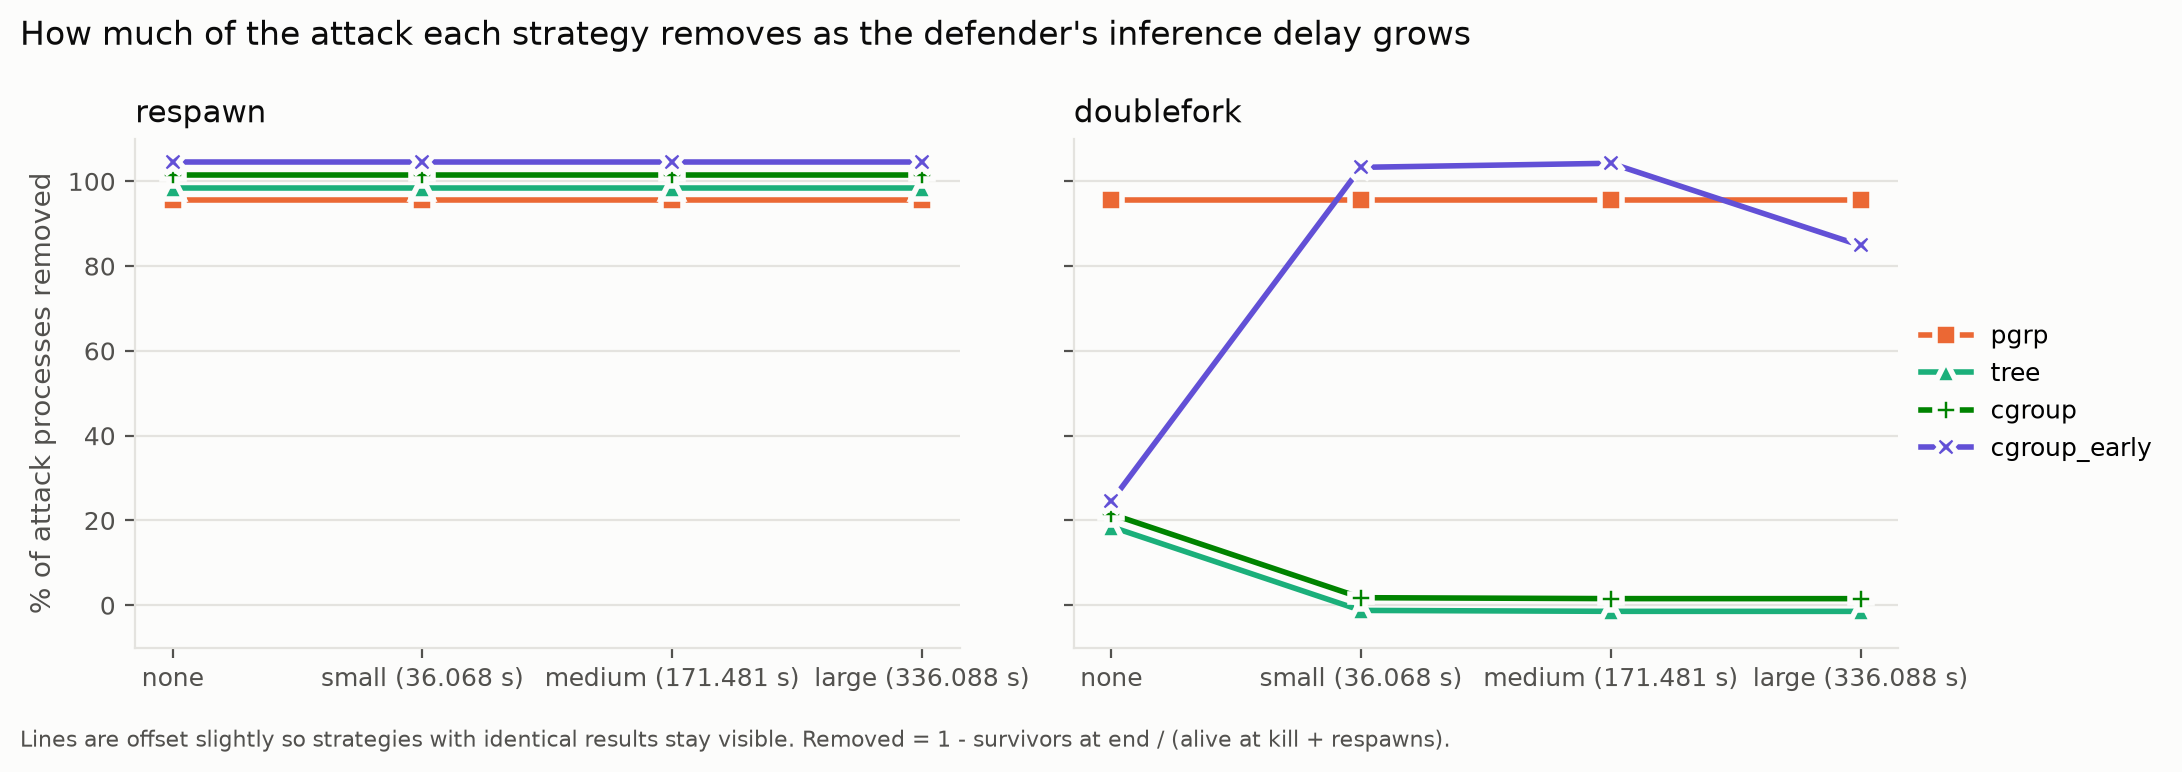 How much of the attack each strategy removes as the defender's inference delay grows
respawn
doublefork
% of attack processes removed
100
80
60
40
20
0
none
small (36.068 s)
medium (171.481 s)
large (336.088 s)
none
small (36.068 s)
medium (171.481 s)
large (336.088 s)
pgrp
tree
cgroup
cgroup_early
Lines are offset slightly so strategies with identical results stay visible. Removed = 1 - survivors at end / (alive at kill + respawns).